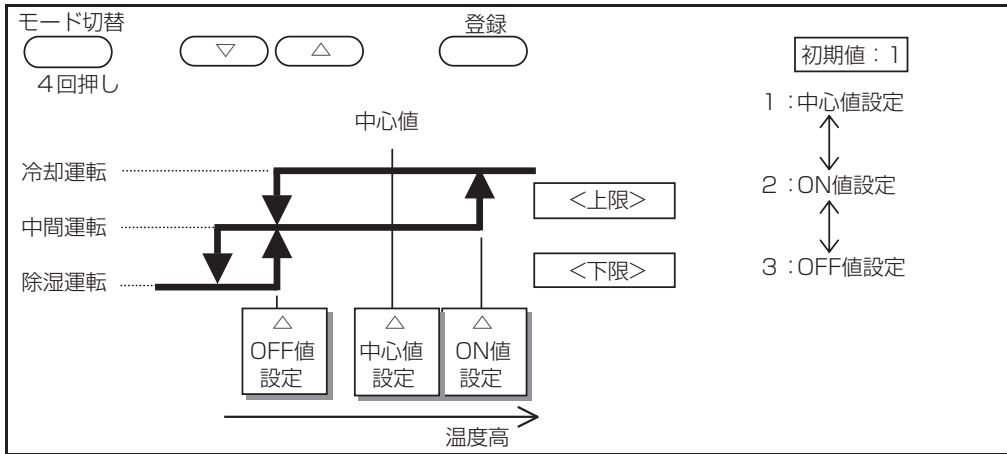 モード切替
▽ △
登録
4回押し
初期値：1
1：中心値設定
2：ON値設定
3：OFF値設定
中心値
冷却運転
中間運転
除湿運転
＜上限＞
＜下限＞
△
OFF値
設定
△
中心値
設定
△
ON値
設定
温度高